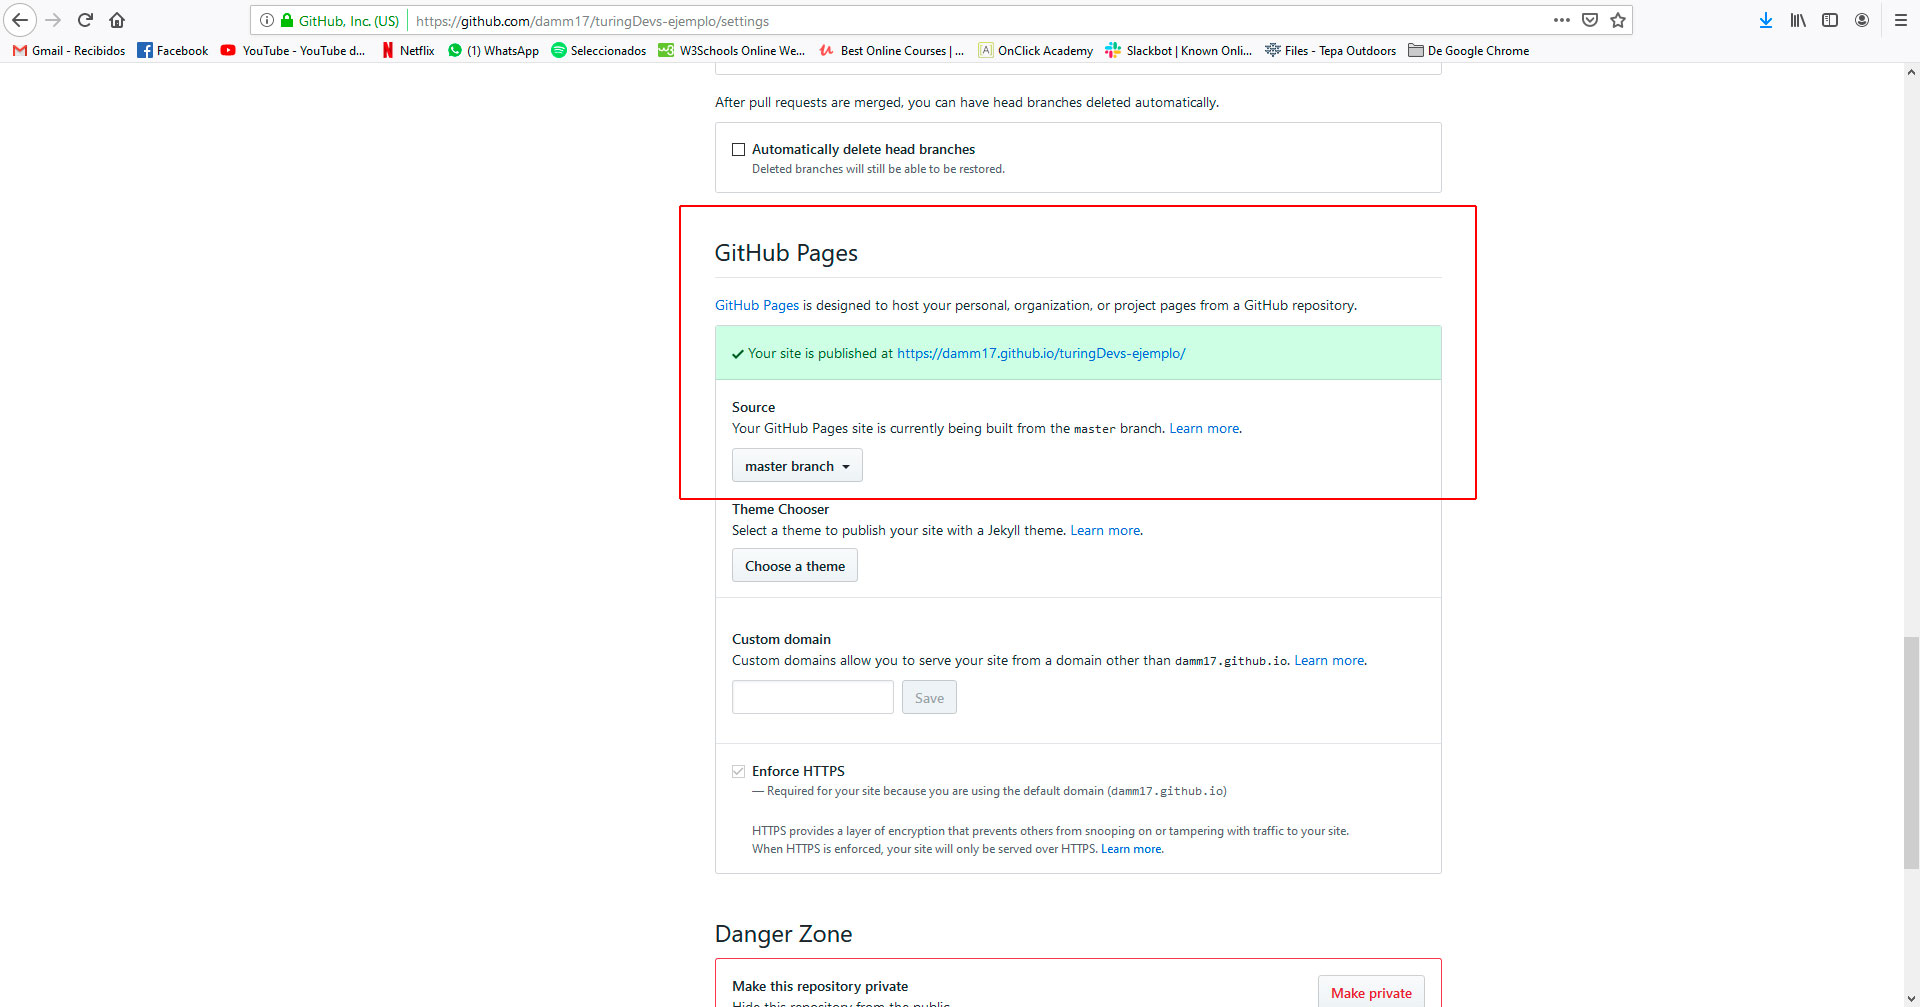 GitHub, Inc. (US) https://github.com/damm17/turingDevs-ejemplo/settings
Gmail - Recibidos Facebook YouTube - YouTube d... Netflix (1) WhatsApp Seleccionados W3Schools Online We... Best Online Courses | ... OnClick Academy Slackbot | Known Onli... Files - Tepa Outdoors De Google Chrome
After pull requests are merged, you can have head branches deleted automatically.
Automatically delete head branches
Deleted branches will still be able to be restored.
GitHub Pages
GitHub Pages is designed to host your personal, organization, or project pages from a GitHub repository.
Your site is published at https://damm17.github.io/turingDevs-ejemplo/
Source
Your GitHub Pages site is currently being built from the master branch. Learn more.
master branch
Theme Chooser
Select a theme to publish your site with a Jekyll theme. Learn more.
Choose a theme
Custom domain
Custom domains allow you to serve your site from a domain other than damm17.github.io. Learn more.
Save
Enforce HTTPS
— Required for your site because you are using the default domain (damm17.github.io)
HTTPS provides a layer of encryption that prevents others from snooping on or tampering with traffic to your site.
When HTTPS is enforced, your site will only be served over HTTPS. Learn more.
Danger Zone
Make this repository private
Hide this repository from the public.
Make private